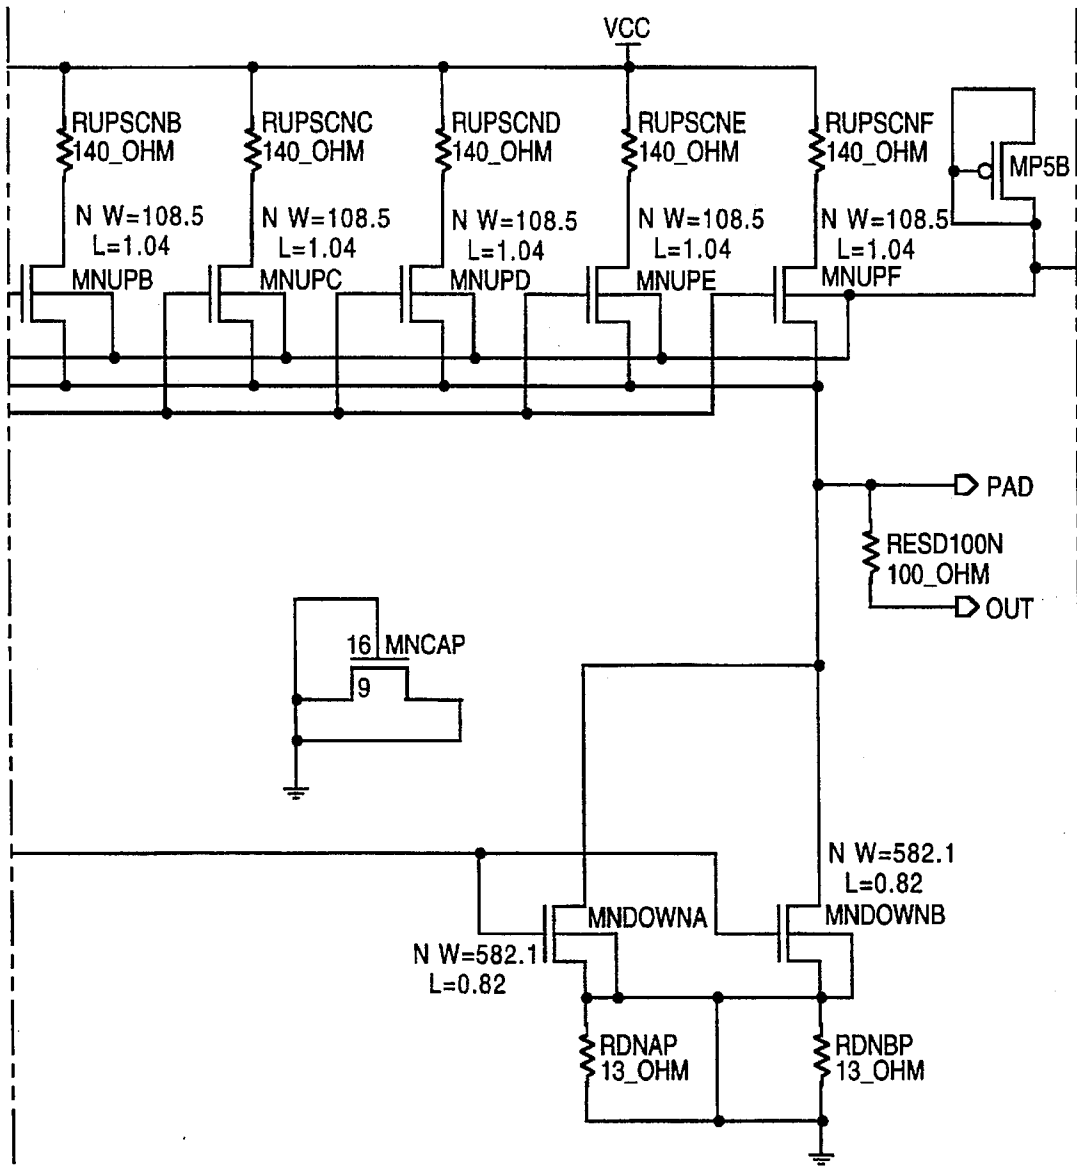 VCC
RUPSCNB
140_OHM
RUPSCNC
140_OHM
RUPSCND
140_OHM
RUPSCNE
140_OHM
RUPSCNF
140_OHM
MP5B
N W=108.5
L=1.04
MNUPB
N W=108.5
L=1.04
MNUPC
N W=108.5
L=1.04
MNUPD
N W=108.5
L=1.04
MNUPE
N W=108.5
L=1.04
MNUPF
PAD
RESD100N
100_OHM
OUT
16 MNCAP
9
N W=582.1
L=0.82
MNDOWNA
N W=582.1
L=0.82
MNDOWNB
RDNAP
13_OHM
RDNBP
13_OHM